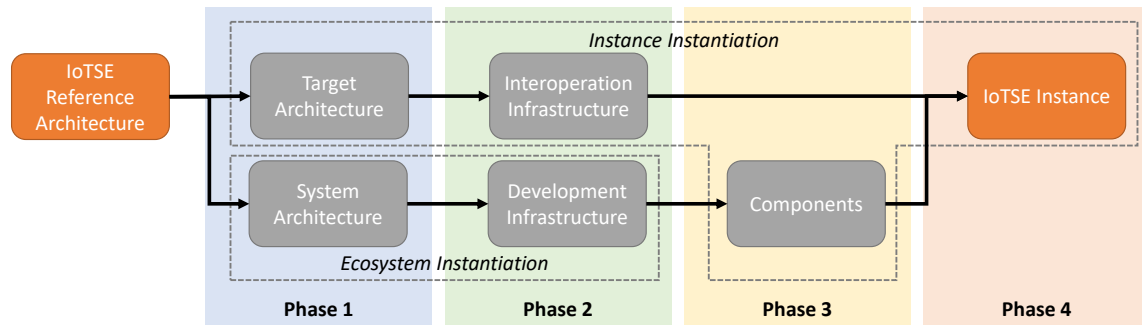 Instance Instantiation
IoTSE
Reference
Architecture
Target
Architecture
Interoperation
Infrastructure
IoTSE Instance
System
Architecture
Development
Infrastructure
Components
Ecosystem Instantiation
Phase 1
Phase 2
Phase 3
Phase 4